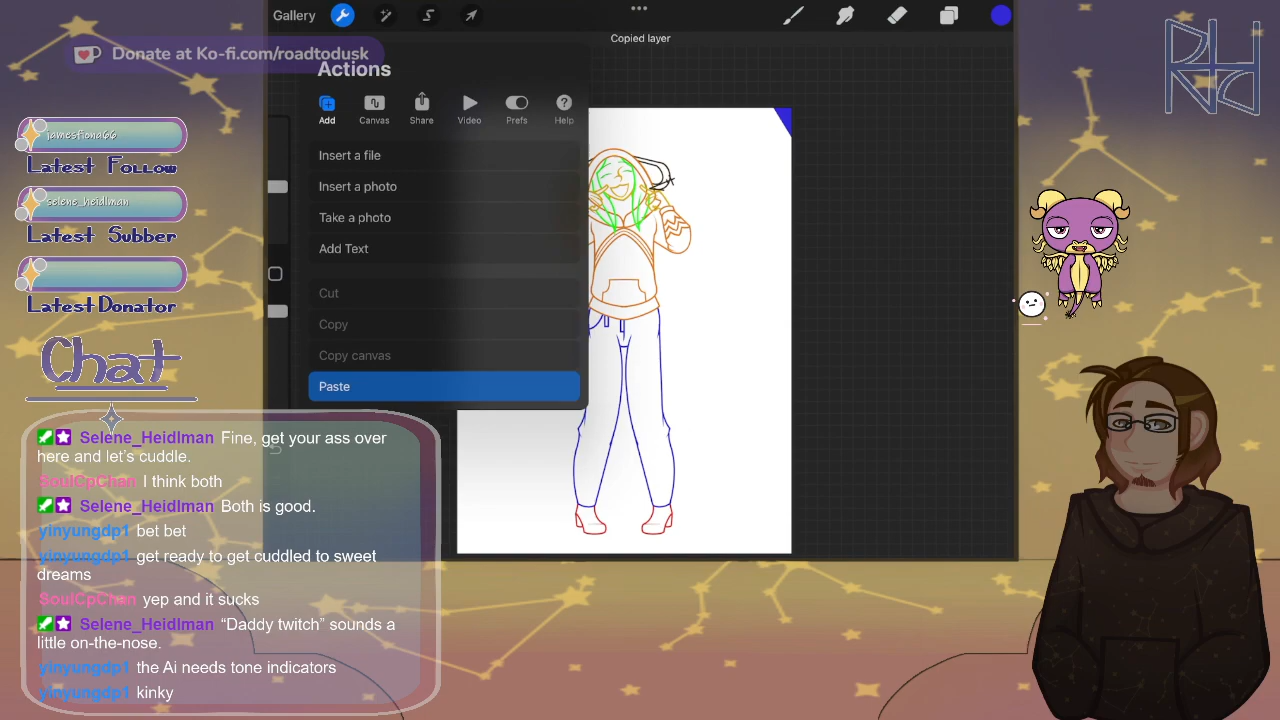 Gallery
Copied layer
Donate at Ko-fi.com/roadtodusk
Actions
Add
Canvas
Share
Video
Prefs
Help
Insert a file
Insert a photo
Take a photo
Add Text
Cut
Copy
Copy canvas
Paste
jamesfiona66
Latest Follow
selene_heidlman
Latest Subber
Latest Donator
Chat
Selene_Heidlman Fine, get your ass over
here and let's cuddle.
SoulCpChan I think both
Selene_Heidlman Both is good.
yinyungdp1 bet bet
yinyungdp1 get ready to get cuddled to sweet
dreams
SoulCpChan yep and it sucks
Selene_Heidlman “Daddy twitch” sounds a
little on-the-nose.
yinyungdp1 the Ai needs tone indicators
yinyungdp1 kinky